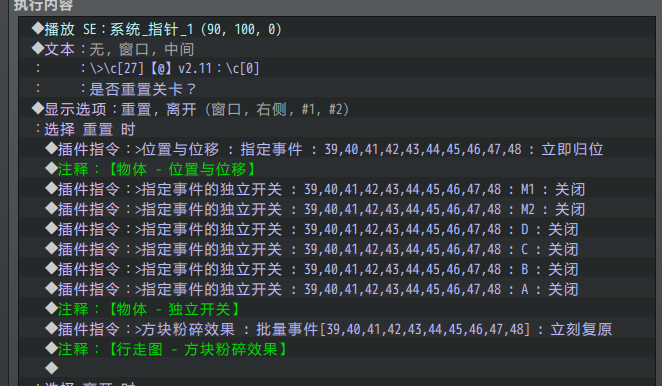 执行内容
◆播放 SE：系统_指针_1 (90, 100, 0)
◆文本：无, 窗口, 中间
：　　：\>\c[27]【@】v2.11：\c[0]
：　　：是否重置关卡？
◆显示选项：重置, 离开 (窗口, 右侧, #1, #2)
：选择 重置 时
◆插件指令：>位置与位移 : 指定事件 : 39,40,41,42,43,44,45,46,47,48 : 立即归位
◆注释：【物体 - 位置与位移】
◆插件指令：>指定事件的独立开关 : 39,40,41,42,43,44,45,46,47,48 : M1 : 关闭
◆插件指令：>指定事件的独立开关 : 39,40,41,42,43,44,45,46,47,48 : M2 : 关闭
◆插件指令：>指定事件的独立开关 : 39,40,41,42,43,44,45,46,47,48 : D : 关闭
◆插件指令：>指定事件的独立开关 : 39,40,41,42,43,44,45,46,47,48 : C : 关闭
◆插件指令：>指定事件的独立开关 : 39,40,41,42,43,44,45,46,47,48 : B : 关闭
◆插件指令：>指定事件的独立开关 : 39,40,41,42,43,44,45,46,47,48 : A : 关闭
◆注释：【物体 - 独立开关】
◆插件指令：>方块粉碎效果 : 批量事件[39,40,41,42,43,44,45,46,47,48] : 立刻复原
◆注释：【行走图 - 方块粉碎效果】
◆
：选择 离开 时